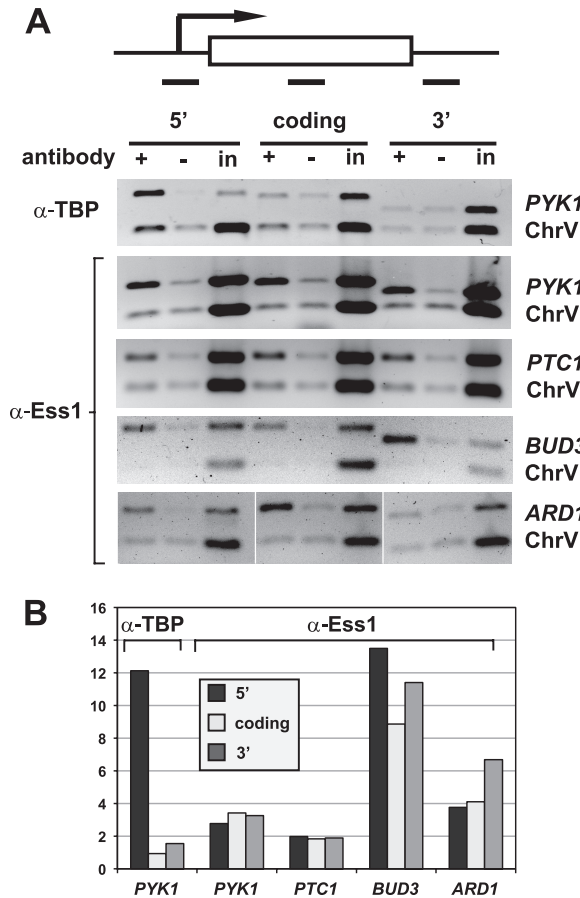 A
5’ coding 3’
antibody + - in + - in + - in
α-TBP
PYK1
ChrV
α-Ess1
PYK1
ChrV
PTC1
ChrV
BUD3
ChrV
ARD1
ChrV
B
16
14
12
10
8
6
4
2
0
α-TBP α-Ess1
5’
coding
3’
PYK1 PYK1 PTC1 BUD3 ARD1